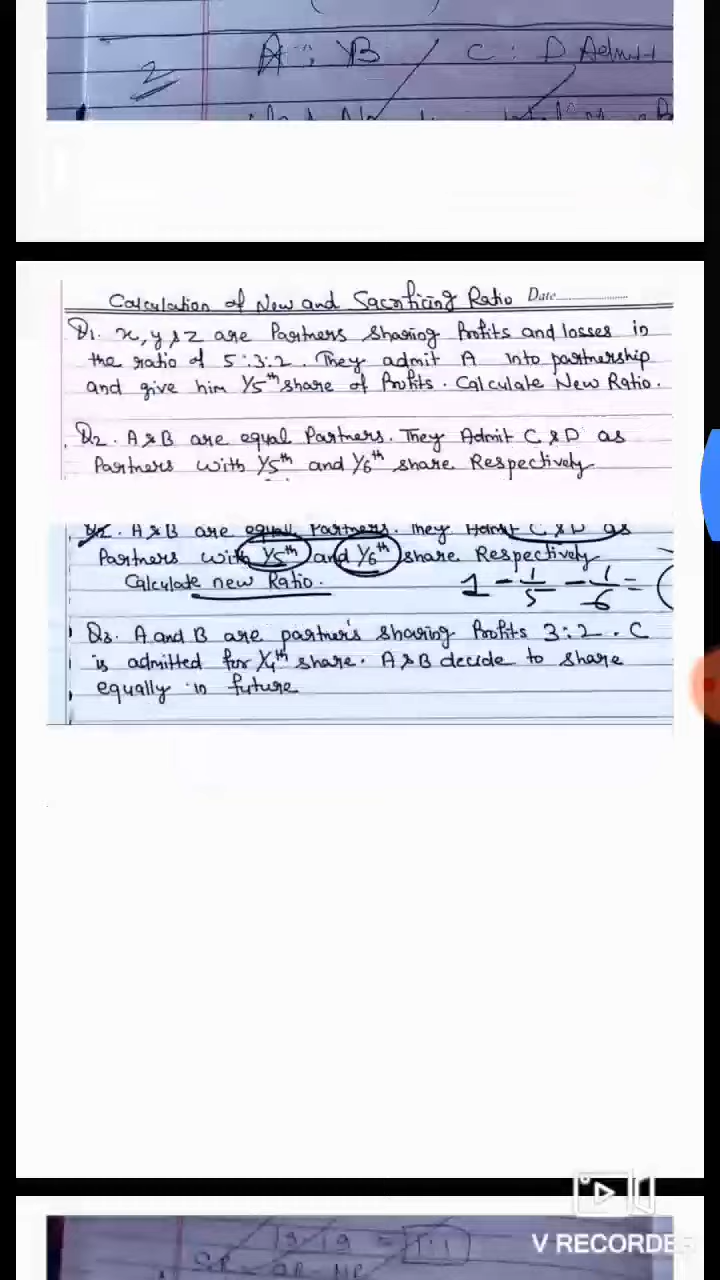 2 A : B C : D Admit
Calculation of New and Sacrificing Ratio Date
Q1. x, y & z are Partners sharing Profits and losses in
the ratio of 5:3:2. They admit A into partnership
and give him 1/5th share of Profits. Calculate New Ratio.
Q2. A & B are equal Partners. They Admit C & D as
Partners with 1/5th and 1/6th share Respectively
Q2. A & B are equal Partners. They Admit C & D as
Partners with 1/5th and 1/6th share Respectively
Calculate new Ratio.
1 - 1/5 - 1/6 = (
Q3. A and B are partner's sharing Profits 3:2. C
is admitted for 1/4th share. A & B decide to share
equally in future
V RECORDE